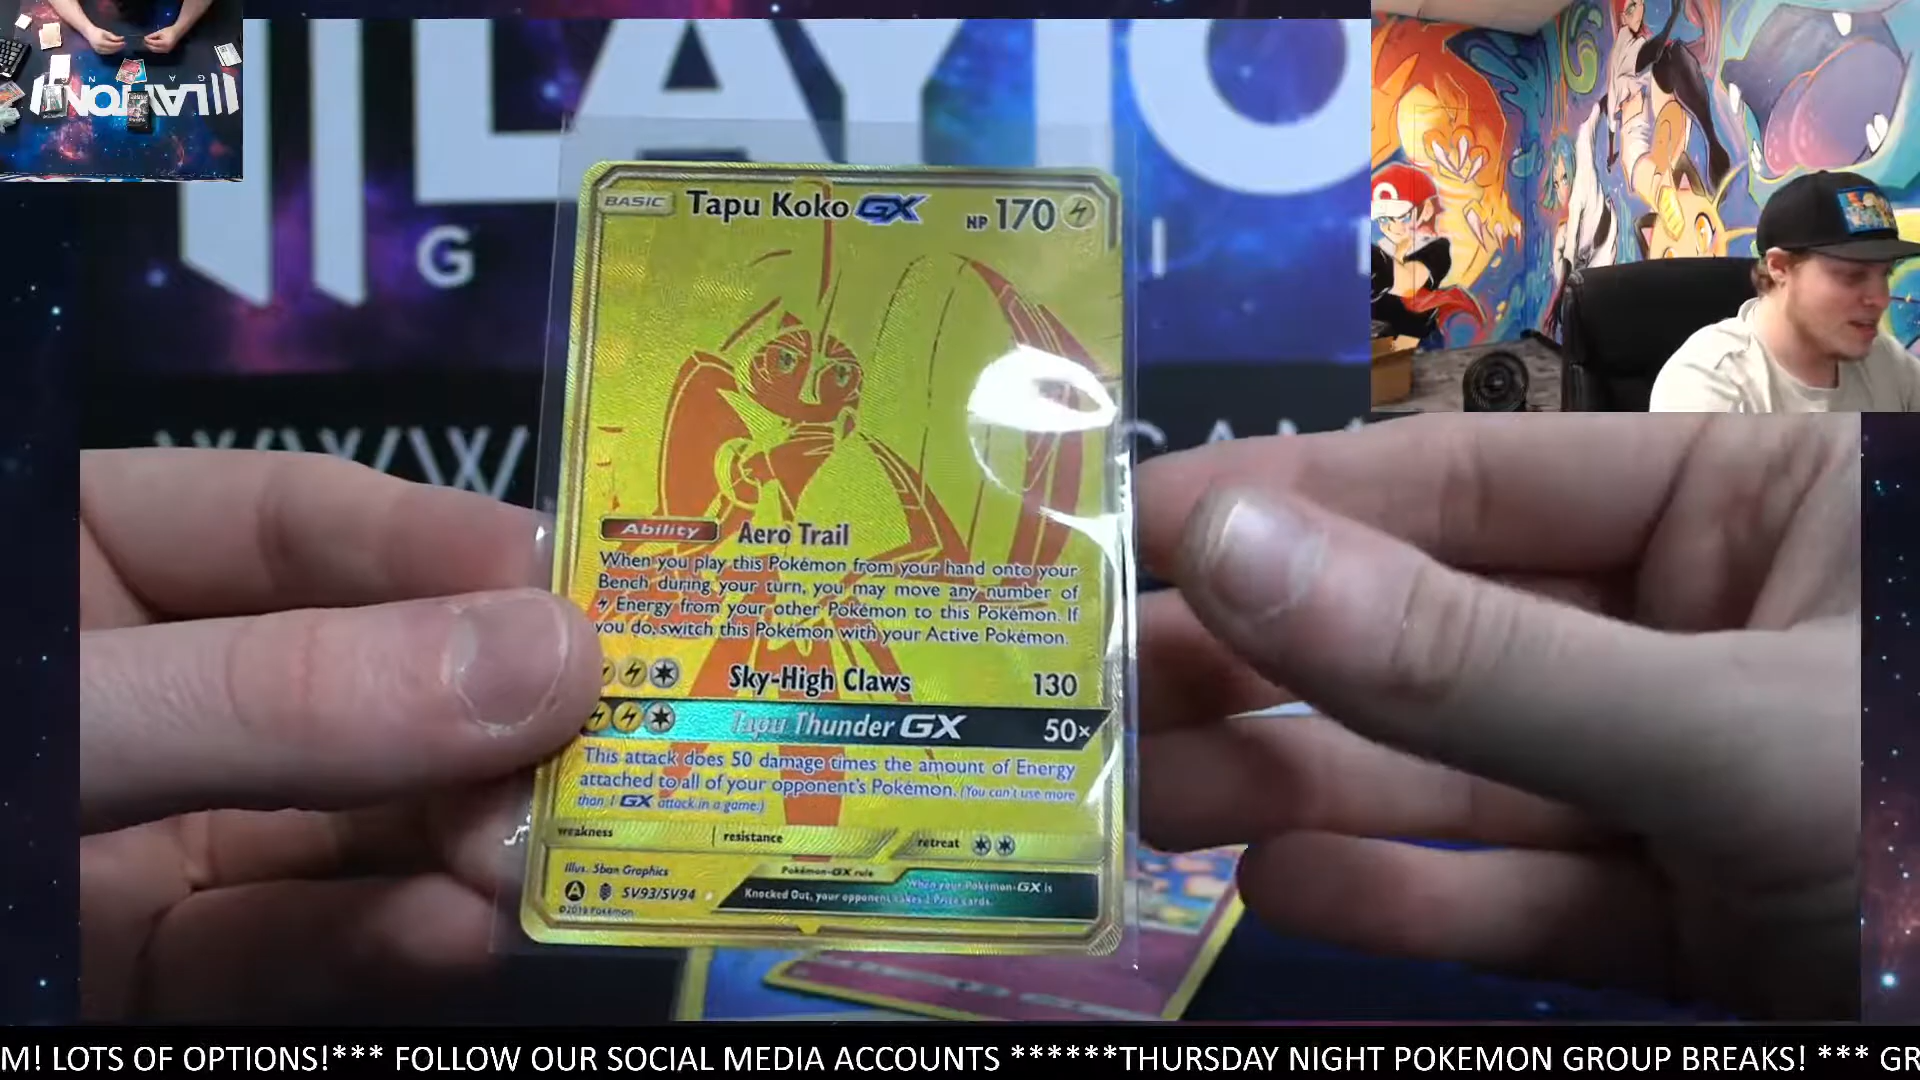 LAYTON
G
WWW.
GAM
BASIC Tapu Koko GX HP 170
Ability Aero Trail
When you play this Pokémon from your hand onto your
Bench during your turn, you may move any number of
Energy from your other Pokémon to this Pokémon. If
you do, switch this Pokémon with your Active Pokémon.
Sky-High Claws 130
Tapu Thunder GX 50×
This attack does 50 damage times the amount of Energy
attached to all of your opponent's Pokémon. (You can't use more
than 1 GX attack in a game.)
weakness resistance retreat
Illus. Sban Graphics
Pokémon-GX rule
When your Pokémon-GX is
A SV93/SV94
Knocked Out, your opponent takes 2 Prize cards.
©2019 Pokémon
M! LOTS OF OPTIONS!*** FOLLOW OUR SOCIAL MEDIA ACCOUNTS ******THURSDAY NIGHT POKEMON GROUP BREAKS! *** GR